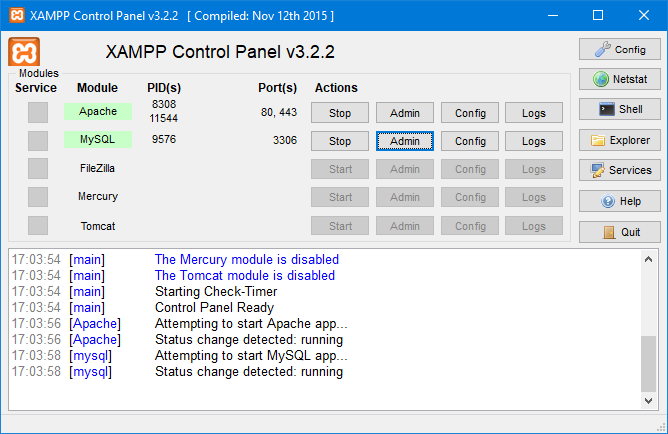 XAMPP Control Panel v3.2.2 [ Compiled: Nov 12th 2015 ]
XAMPP Control Panel v3.2.2
Config
Modules
Service Module PID(s) Port(s) Actions
Netstat
Apache 8308 11544 80, 443 Stop Admin Config Logs
Shell
MySQL 9576 3306 Stop Admin Config Logs
Explorer
FileZilla Start Admin Config Logs
Services
Mercury Start Admin Config Logs
Help
Tomcat Start Admin Config Logs
Quit
17:03:54 [main] The Mercury module is disabled
17:03:54 [main] The Tomcat module is disabled
17:03:54 [main] Starting Check-Timer
17:03:54 [main] Control Panel Ready
17:03:56 [Apache] Attempting to start Apache app...
17:03:56 [Apache] Status change detected: running
17:03:58 [mysql] Attempting to start MySQL app...
17:03:58 [mysql] Status change detected: running